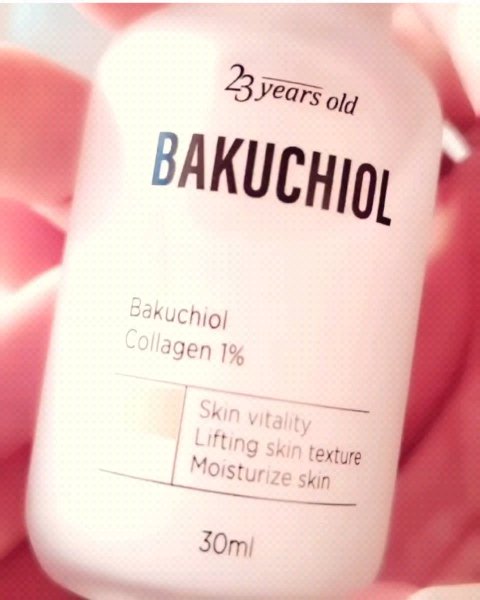 23 years old
BAKUCHIOL
Bakuchiol
Collagen 1%
Skin vitality
Lifting skin texture
Moisturize skin
30ml